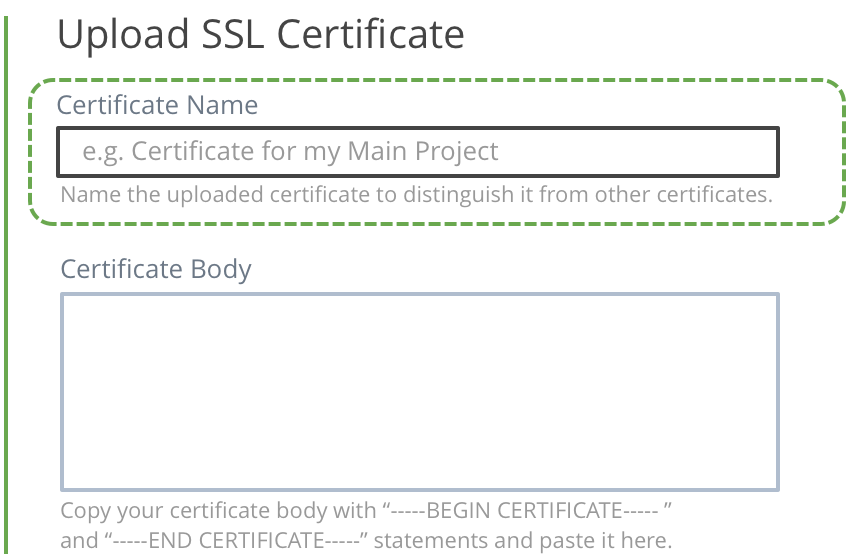 Upload SSL Certificate
Certificate Name
e.g. Certificate for my Main Project
Name the uploaded certificate to distinguish it from other certificates.
Certificate Body
Copy your certificate body with “-----BEGIN CERTIFICATE----- ”
and “-----END CERTIFICATE-----” statements and paste it here.